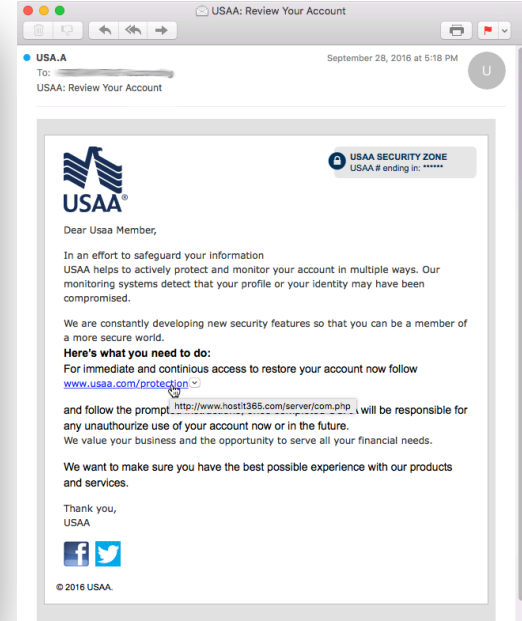 USAA: Review Your Account
USA.A
September 28, 2016 at 5:18 PM
U
To:
USAA: Review Your Account
USAA®
USAA SECURITY ZONE
USAA # ending in: ******
Dear Usaa Member,
In an effort to safeguard your information
USAA helps to actively protect and monitor your account in multiple ways. Our
monitoring systems detect that your profile or your identity may have been
compromised.
We are constantly developing new security features so that you can be a member of
a more secure world.
Here's what you need to do:
For immediate and continious access to restore your account now follow
www.usaa.com/protection
http://www.hostit365.com/server/com.php
and follow the prompted will be responsible for
any unauthorize use of your account now or in the future.
We value your business and the opportunity to serve all your financial needs.
We want to make sure you have the best possible experience with our products
and services.
Thank you,
USAA
© 2016 USAA.